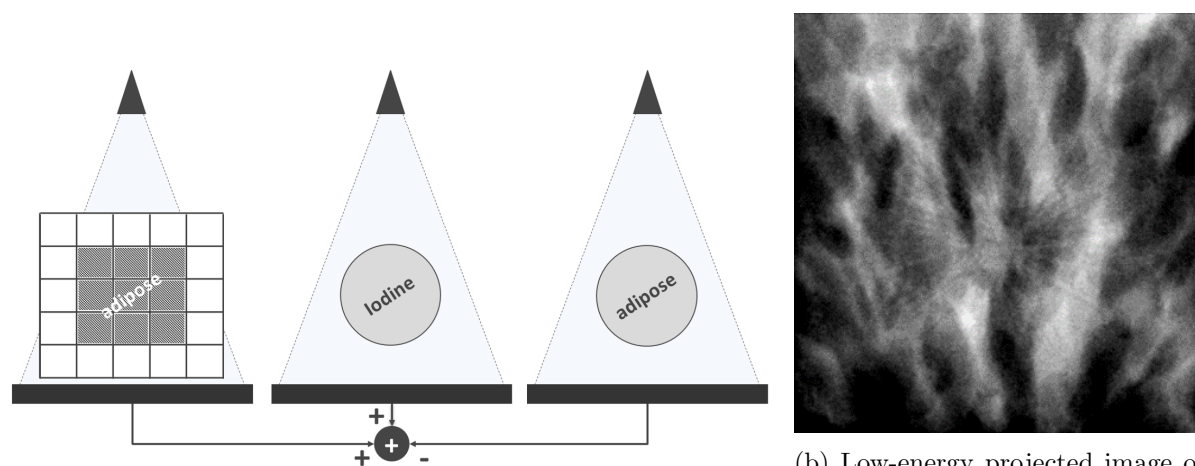 adipose
Iodine
adipose
+
+
+
-
(b) Low-energy projected image o